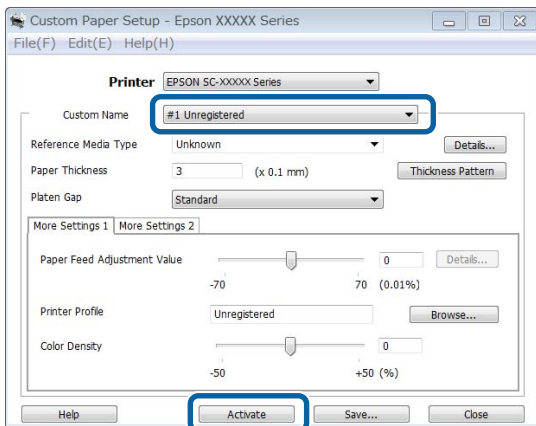 Custom Paper Setup - Epson XXXXX Series
File(F) Edit(E) Help(H)
Printer EPSON SC-XXXXX Series
Custom Name #1 Unregistered
Reference Media Type Unknown Details...
Paper Thickness 3 (x 0.1 mm) Thickness Pattern
Platen Gap Standard
More Settings 1 More Settings 2
Paper Feed Adjustment Value 0 Details...
-70 70 (0.01%)
Printer Profile Unregistered Browse...
Color Density 0
-50 +50 (%)
Help Activate Save... Close